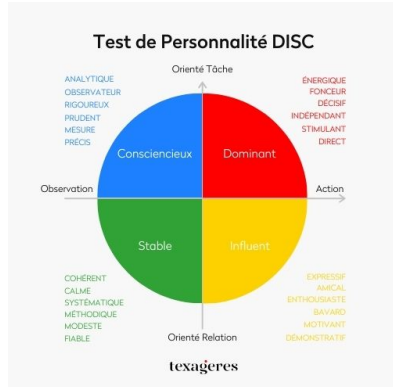 Test de Personnalité DISC
Orienté Tâche
ANALYTIQUE
OBSERVATEUR
RIGOUREUX
PRUDENT
MESURE
PRÉCIS
ÉNERGIQUE
FONCEUR
DÉCISIF
INDÉPENDANT
STIMULANT
DIRECT
Consciencieux
Dominant
Observation
Action
Stable
Influent
COHÉRENT
CALME
SYSTÉMATIQUE
MÉTHODIQUE
MODESTE
FIABLE
EXPRESSIF
AMICAL
ENTHOUSIASTE
BAVARD
MOTIVANT
DÉMONSTRATIF
Orienté Relation
texageres